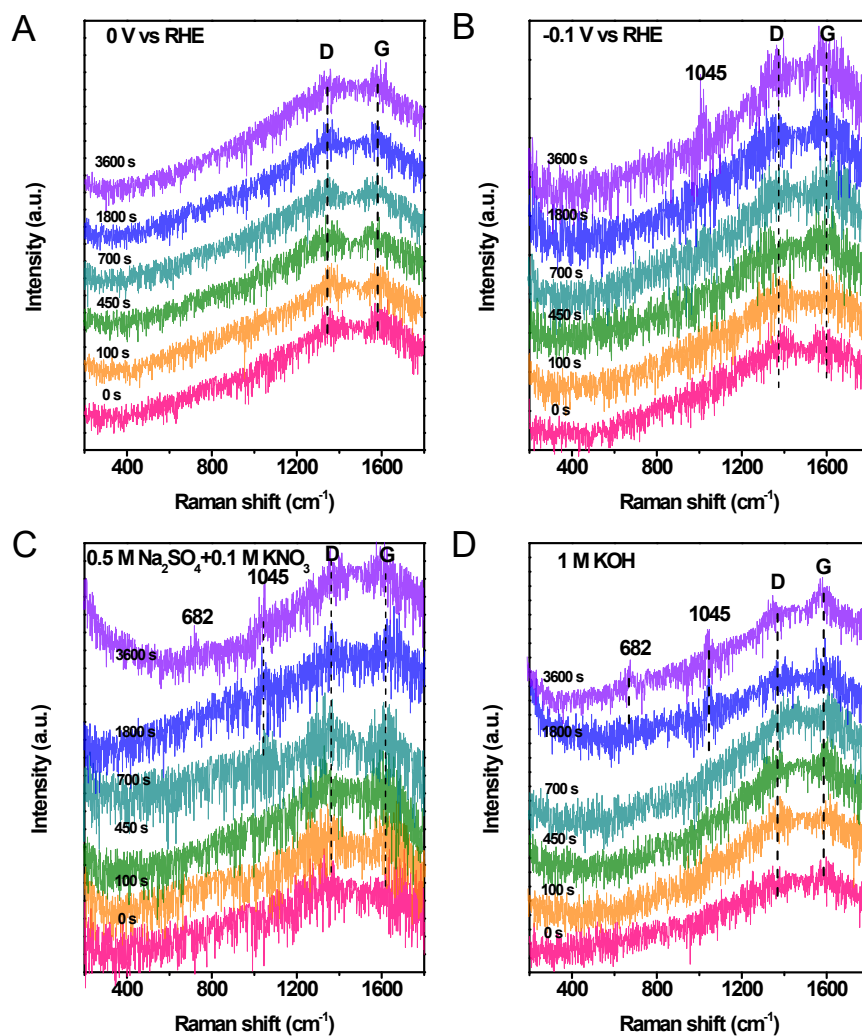 A
0 V vs RHE
D
G
3600 s
1800 s
700 s
450 s
100 s
0 s
Intensity (a.u.)
400
800
1200
1600
Raman shift (cm⁻¹)
B
-0.1 V vs RHE
D
G
1045
3600 s
1800 s
700 s
450 s
100 s
0 s
Intensity (a.u.)
400
800
1200
1600
Raman shift (cm⁻¹)
C
0.5 M Na₂SO₄+0.1 M KNO₃
D
G
1045
682
3600 s
1800 s
700 s
450 s
100 s
0 s
Intensity (a.u.)
400
800
1200
1600
Raman shift (cm⁻¹)
D
1 M KOH
D
G
1045
682
3600 s
1800 s
700 s
450 s
100 s
0 s
Intensity (a.u.)
400
800
1200
1600
Raman shift (cm⁻¹)